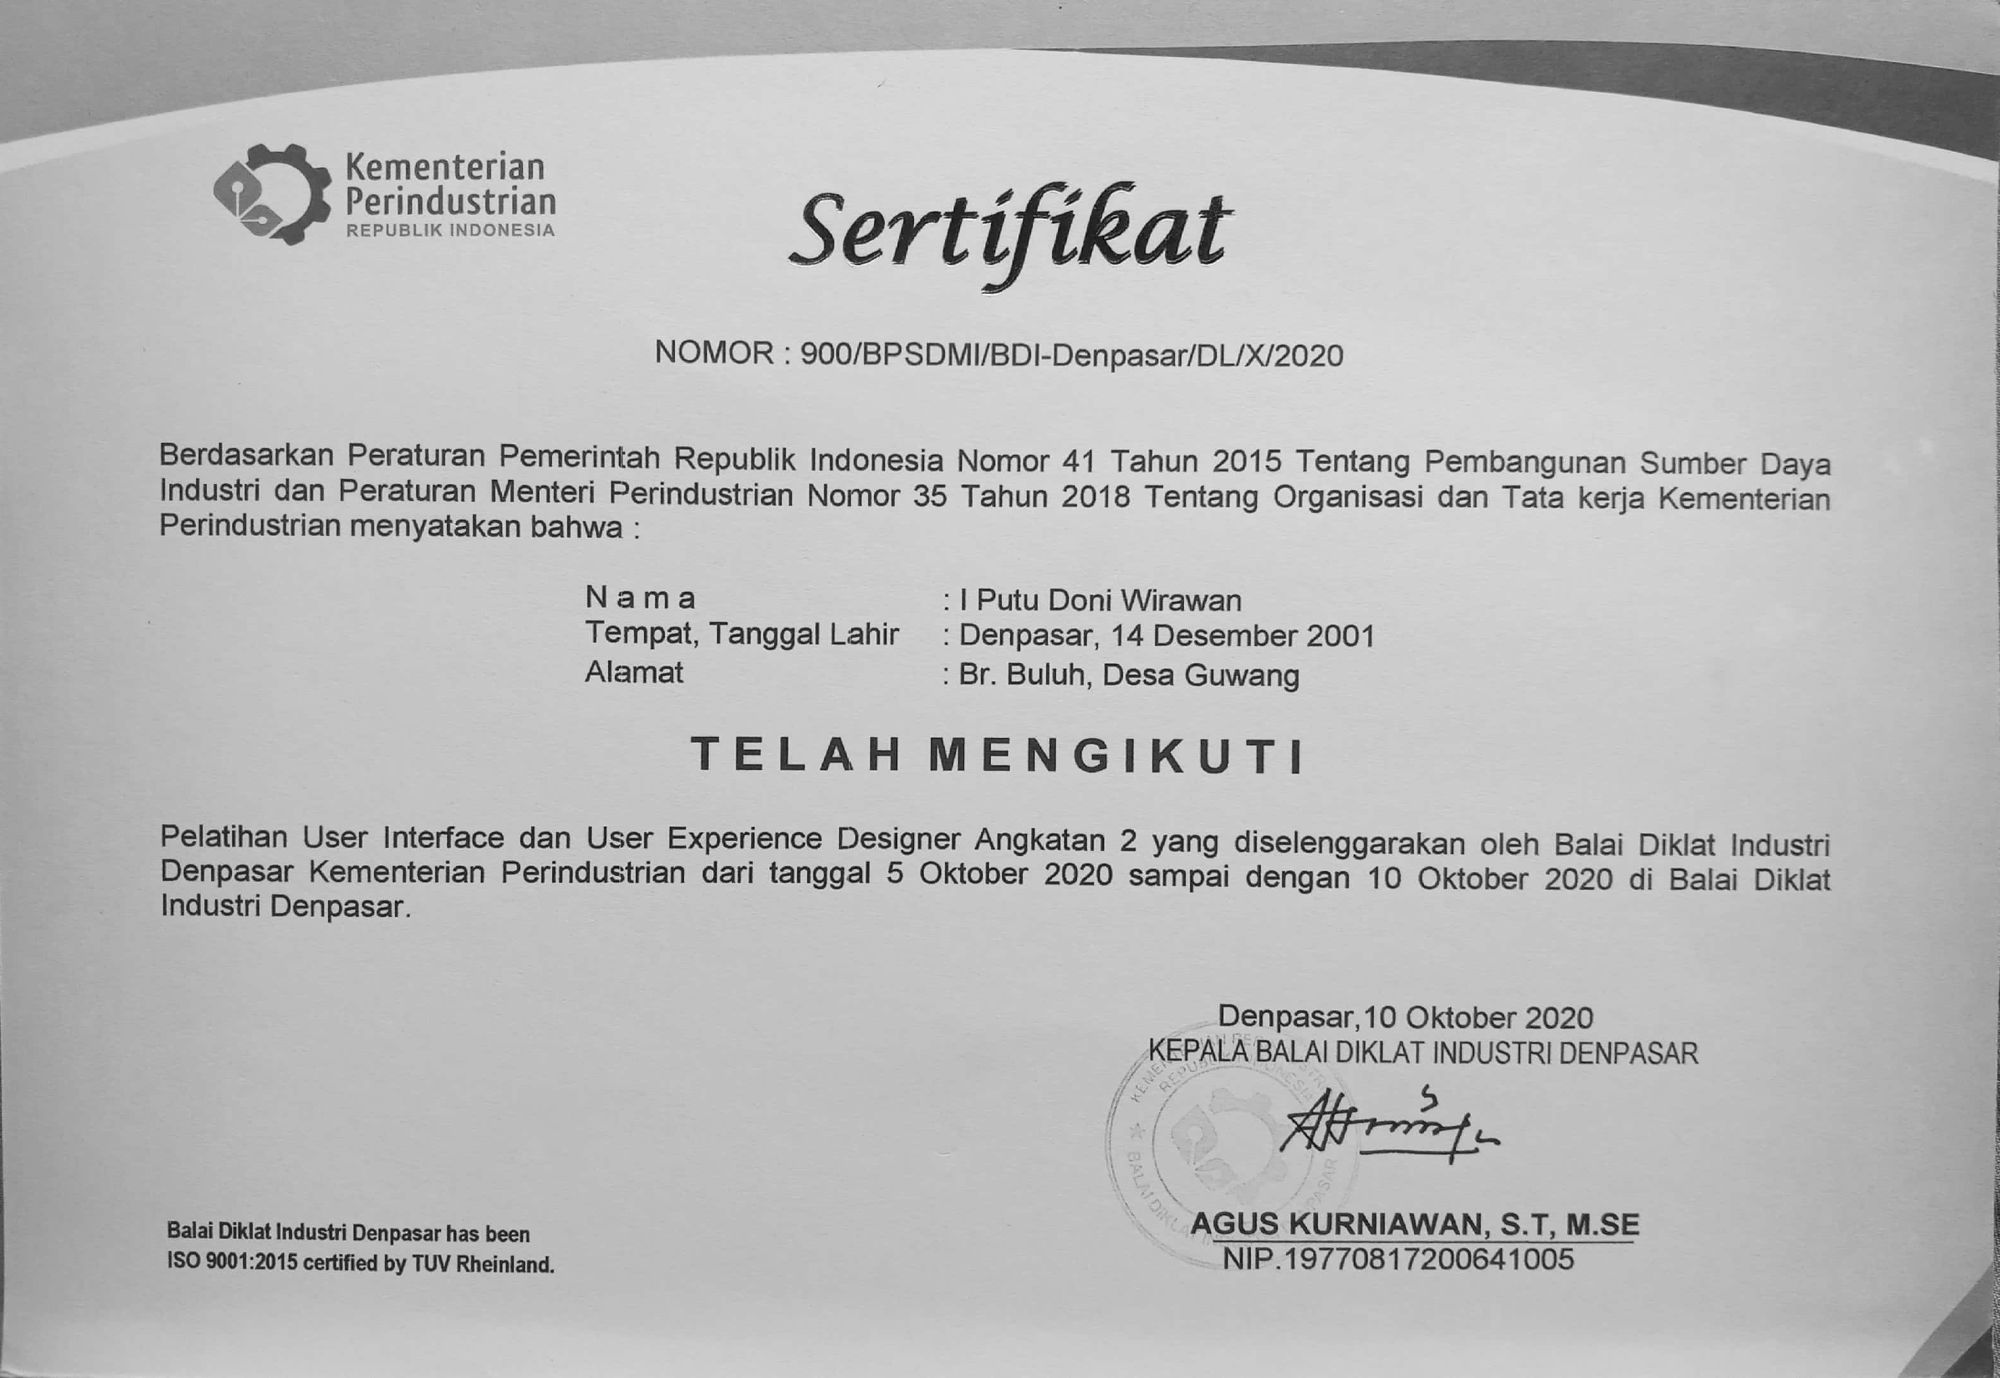 Kementerian
Perindustrian
REPUBLIK INDONESIA
Sertifikat
NOMOR : 900/BPSDMI/BDI-Denpasar/DL/X/2020
Berdasarkan Peraturan Pemerintah Republik Indonesia Nomor 41 Tahun 2015 Tentang Pembangunan Sumber Daya
Industri dan Peraturan Menteri Perindustrian Nomor 35 Tahun 2018 Tentang Organisasi dan Tata kerja Kementerian
Perindustrian menyatakan bahwa :
N a m a : I Putu Doni Wirawan
Tempat, Tanggal Lahir : Denpasar, 14 Desember 2001
Alamat : Br. Buluh, Desa Guwang
TELAH MENGIKUTI
Pelatihan User Interface dan User Experience Designer Angkatan 2 yang diselenggarakan oleh Balai Diklat Industri
Denpasar Kementerian Perindustrian dari tanggal 5 Oktober 2020 sampai dengan 10 Oktober 2020 di Balai Diklat
Industri Denpasar.
Denpasar,10 Oktober 2020
KEPALA BALAI DIKLAT INDUSTRI DENPASAR
REPUBLIK INDONESIA
AGUS KURNIAWAN, S.T, M.SE
NIP.197708172006410​05
Balai Diklat Industri Denpasar has been
ISO 9001:2015 certified by TUV Rheinland.